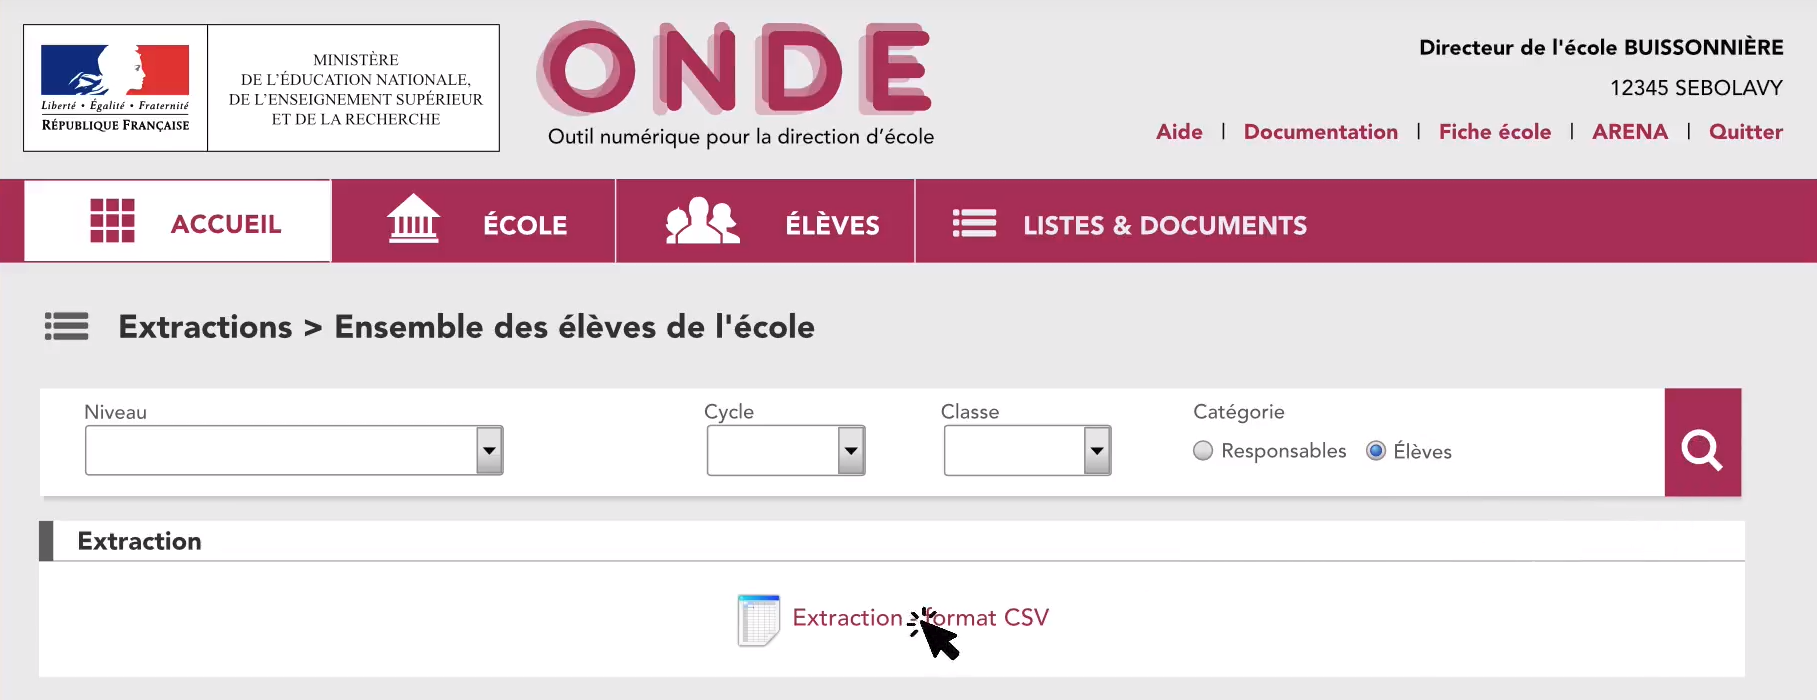 Liberté • Égalité • Fraternité
RÉPUBLIQUE FRANÇAISE
MINISTÈRE
DE L'ÉDUCATION NATIONALE,
DE L'ENSEIGNEMENT SUPÉRIEUR
ET DE LA RECHERCHE
ONDE
Outil numérique pour la direction d'école
Directeur de l'école BUISSONNIÈRE
12345 SEBOLAVY
Aide | Documentation | Fiche école | ARENA | Quitter
ACCUEIL ÉCOLE ÉLÈVES LISTES & DOCUMENTS
Extractions > Ensemble des élèves de l'école
Niveau Cycle Classe Catégorie
Responsables Élèves
Extraction
Extraction - format CSV